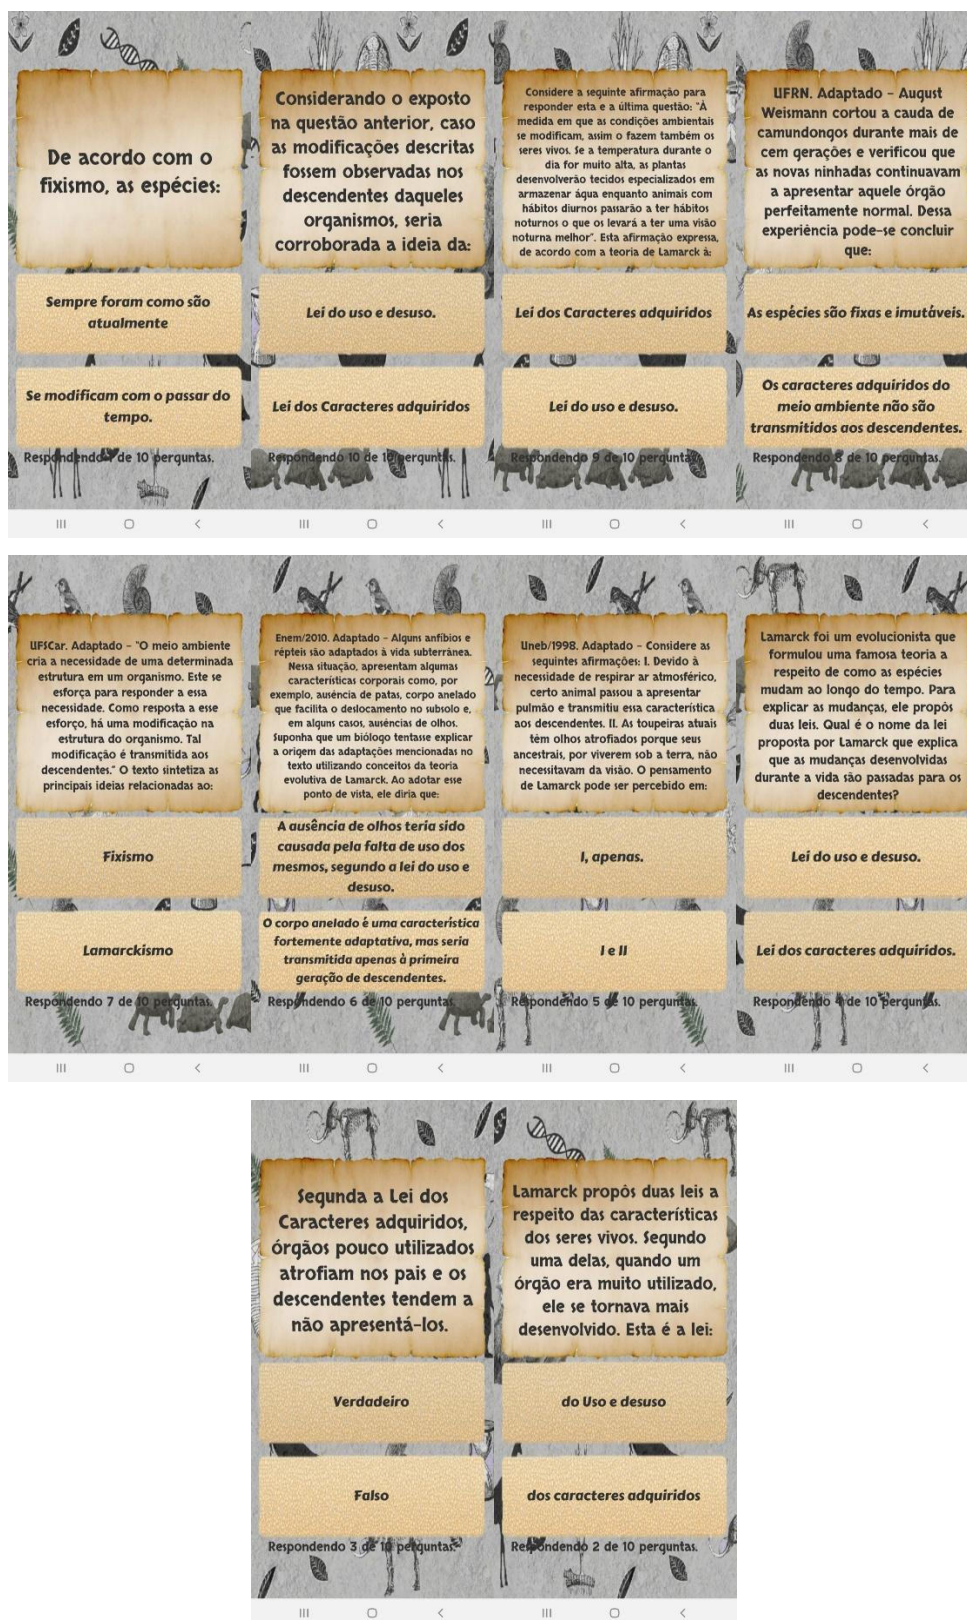 De acordo com o
fixismo, as espécies:
Sempre foram como são
atualmente
Se modificam com o passar do
tempo.
Respondendo 1 de 10 perguntas.
Considerando o exposto
na questão anterior, caso
as modificações descritas
fossem observadas nos
descendentes daqueles
organismos, seria
corroborada a ideia da:
Lei do uso e desuso.
Lei dos Caracteres adquiridos
Respondendo 10 de 10 perguntas.
Considere a seguinte afirmação para
responder esta e a última questão: "À
medida em que as condições ambientais
se modificam, assim o fazem também os
seres vivos. Se a temperatura durante o
dia for muito alta, as plantas
desenvolverão tecidos especializados em
armazenar água enquanto animais com
hábitos diurnos passarão a ter hábitos
noturnos o que os levará a ter uma visão
noturna melhor". Esta afirmação expressa,
de acordo com a teoria de Lamarck à:
Lei dos Caracteres adquiridos
Lei do uso e desuso.
Respondendo 9 de 10 perguntas.
UFRN. Adaptado - August
Weismann cortou a cauda de
camundongos durante mais de
cem gerações e verificou que
as novas ninhadas continuavam
a apresentar aquele órgão
perfeitamente normal. Dessa
experiência pode-se concluir
que:
As espécies são fixas e imutáveis.
Os caracteres adquiridos do
meio ambiente não são
transmitidos aos descendentes.
Respondendo 8 de 10 perguntas.
UFSCar. Adaptado - "O meio ambiente
cria a necessidade de uma determinada
estrutura em um organismo. Este se
esforça para responder a essa
necessidade. Como resposta a esse
esforço, há uma modificação na
estrutura do organismo. Tal
modificação é transmitida aos
descendentes." O texto sintetiza as
principais ideias relacionadas ao:
Fixismo
Lamarckismo
Respondendo 7 de 10 perguntas.
Enem/2010. Adaptado - Alguns anfíbios e
répteis são adaptados à vida subterrânea.
Nessa situação, apresentam algumas
características corporais como, por
exemplo, ausência de patas, corpo anelado
que facilita o deslocamento no subsolo e,
em alguns casos, ausências de olhos.
Suponha que um biólogo tentasse explicar
a origem das adaptações mencionadas no
texto utilizando conceitos da teoria
evolutiva de Lamarck. Ao adotar esse
ponto de vista, ele diria que:
A ausência de olhos teria sido
causada pela falta de uso dos
mesmos, segundo a lei do uso e
desuso.
O corpo anelado é uma característica
fortemente adaptativa, mas seria
transmitida apenas à primeira
geração de descendentes.
Respondendo 6 de 10 perguntas.
Uneb/1998. Adaptado - Considere as
seguintes afirmações: I. Devido à
necessidade de respirar ar atmosférico,
certo animal passou a apresentar
pulmão e transmitiu essa característica
aos descendentes. II. As toupeiras atuais
têm olhos atrofiados porque seus
ancestrais, por viverem sob a terra, não
necessitavam da visão. O pensamento
de Lamarck pode ser percebido em:
I, apenas.
I e II
Respondendo 5 de 10 perguntas.
Lamarck foi um evolucionista que
formulou uma famosa teoria a
respeito de como as espécies
mudam ao longo do tempo. Para
explicar as mudanças, ele propôs
duas leis. Qual é o nome da lei
proposta por Lamarck que explica
que as mudanças desenvolvidas
durante a vida são passadas para os
descendentes?
Lei do uso e desuso.
Lei dos caracteres adquiridos.
Respondendo 4 de 10 perguntas.
Segunda a Lei dos
Caracteres adquiridos,
órgãos pouco utilizados
atrofiam nos pais e os
descendentes tendem a
não apresentá-los.
Verdadeiro
Falso
Respondendo 3 de 10 perguntas.
Lamarck propôs duas leis a
respeito das características
dos seres vivos. Segundo
uma delas, quando um
órgão era muito utilizado,
ele se tornava mais
desenvolvido. Esta é a lei:
do Uso e desuso
dos caracteres adquiridos
Respondendo 2 de 10 perguntas.